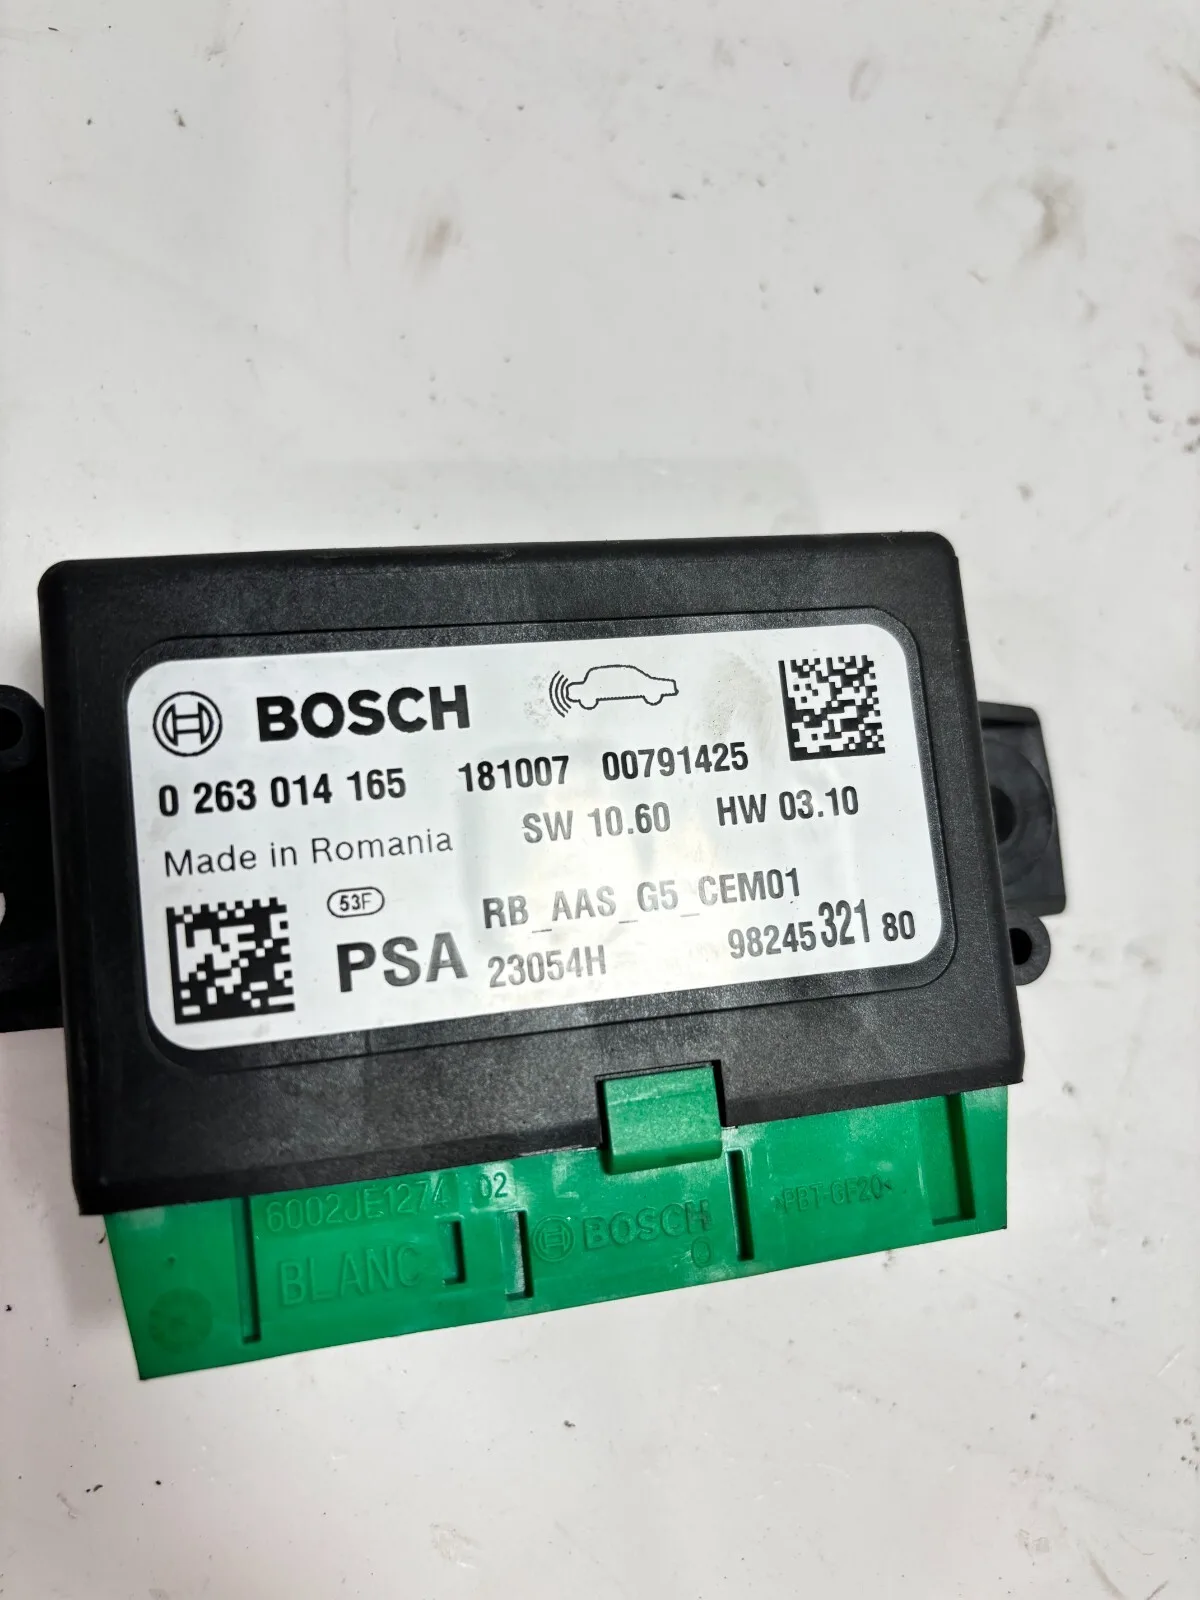 BOSCH
0 263 014 165 181007 00791425
Made in Romania SW 10.60 HW 03.10
53F RB_AAS_G5_CEM01
PSA 23054H 98245 321 80
6002JE1274 02
BLANC BOSCH >PBT-GF20<